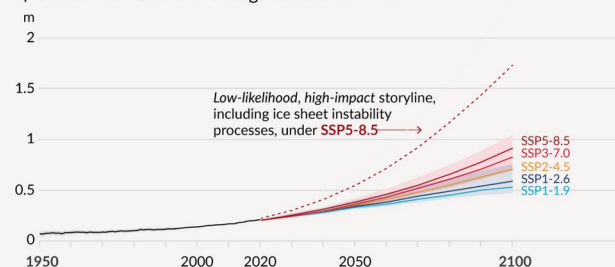 m
2
1.5
Low-likelihood, high-impact storyline,
including ice sheet instability
processes, under SSP5-8.5
1
SSP5-8.5
SSP3-7.0
SSP2-4.5
SSP1-2.6
SSP1-1.9
0.5
0
1950 2000 2020 2050 2100